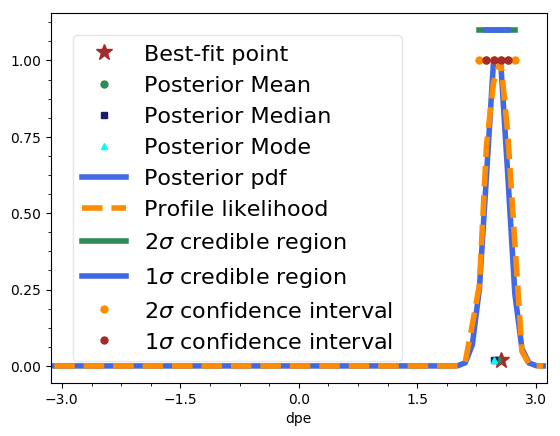 1.00
0.75
0.50
0.25
0.00
Best-fit point
Posterior Mean
Posterior Median
Posterior Mode
Posterior pdf
Profile likelihood
2σ credible region
1σ credible region
2σ confidence interval
1σ confidence interval
−3.0 −1.5 0.0 1.5 3.0
dpe